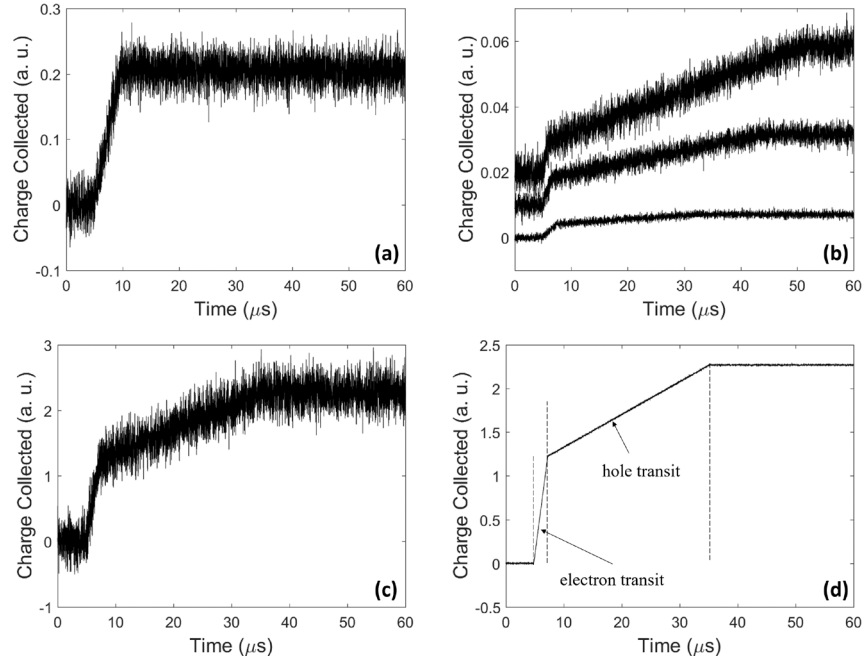 0.3
0.2
0.1
0
-0.1
Charge Collected (a. u.)
0 10 20 30 40 50 60
Time (μs)
(a)
0.06
0.04
0.02
0
Charge Collected (a. u.)
0 10 20 30 40 50 60
Time (μs)
(b)
3
2
1
0
-1
Charge Collected (a. u.)
0 10 20 30 40 50 60
Time (μs)
(c)
2.5
2
1.5
1
0.5
0
-0.5
Charge Collected (a. u.)
hole transit
electron transit
0 10 20 30 40 50 60
Time (μs)
(d)